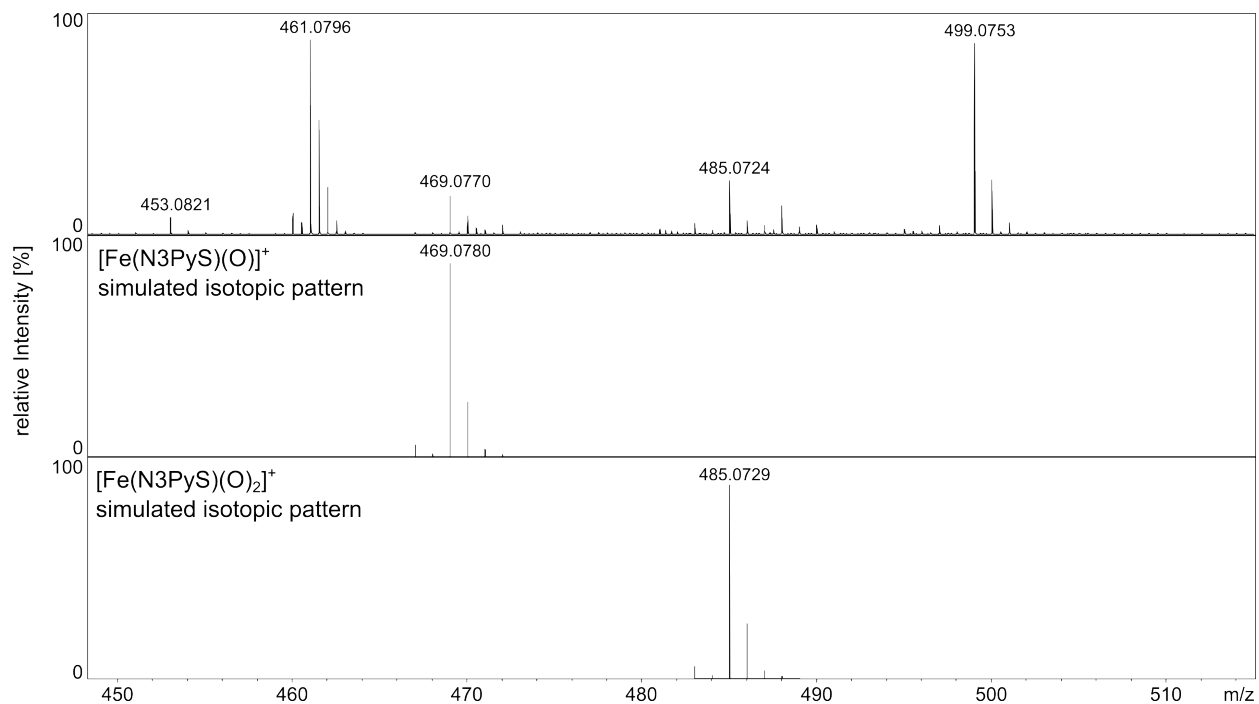 relative Intensity [%]
100
461.0796
499.0753
485.0724
469.0770
453.0821
0
100
[Fe(N3PyS)(O)]⁺
simulated isotopic pattern
469.0780
0
100
[Fe(N3PyS)(O)₂]⁺
simulated isotopic pattern
485.0729
0
450 460 470 480 490 500 510 m/z